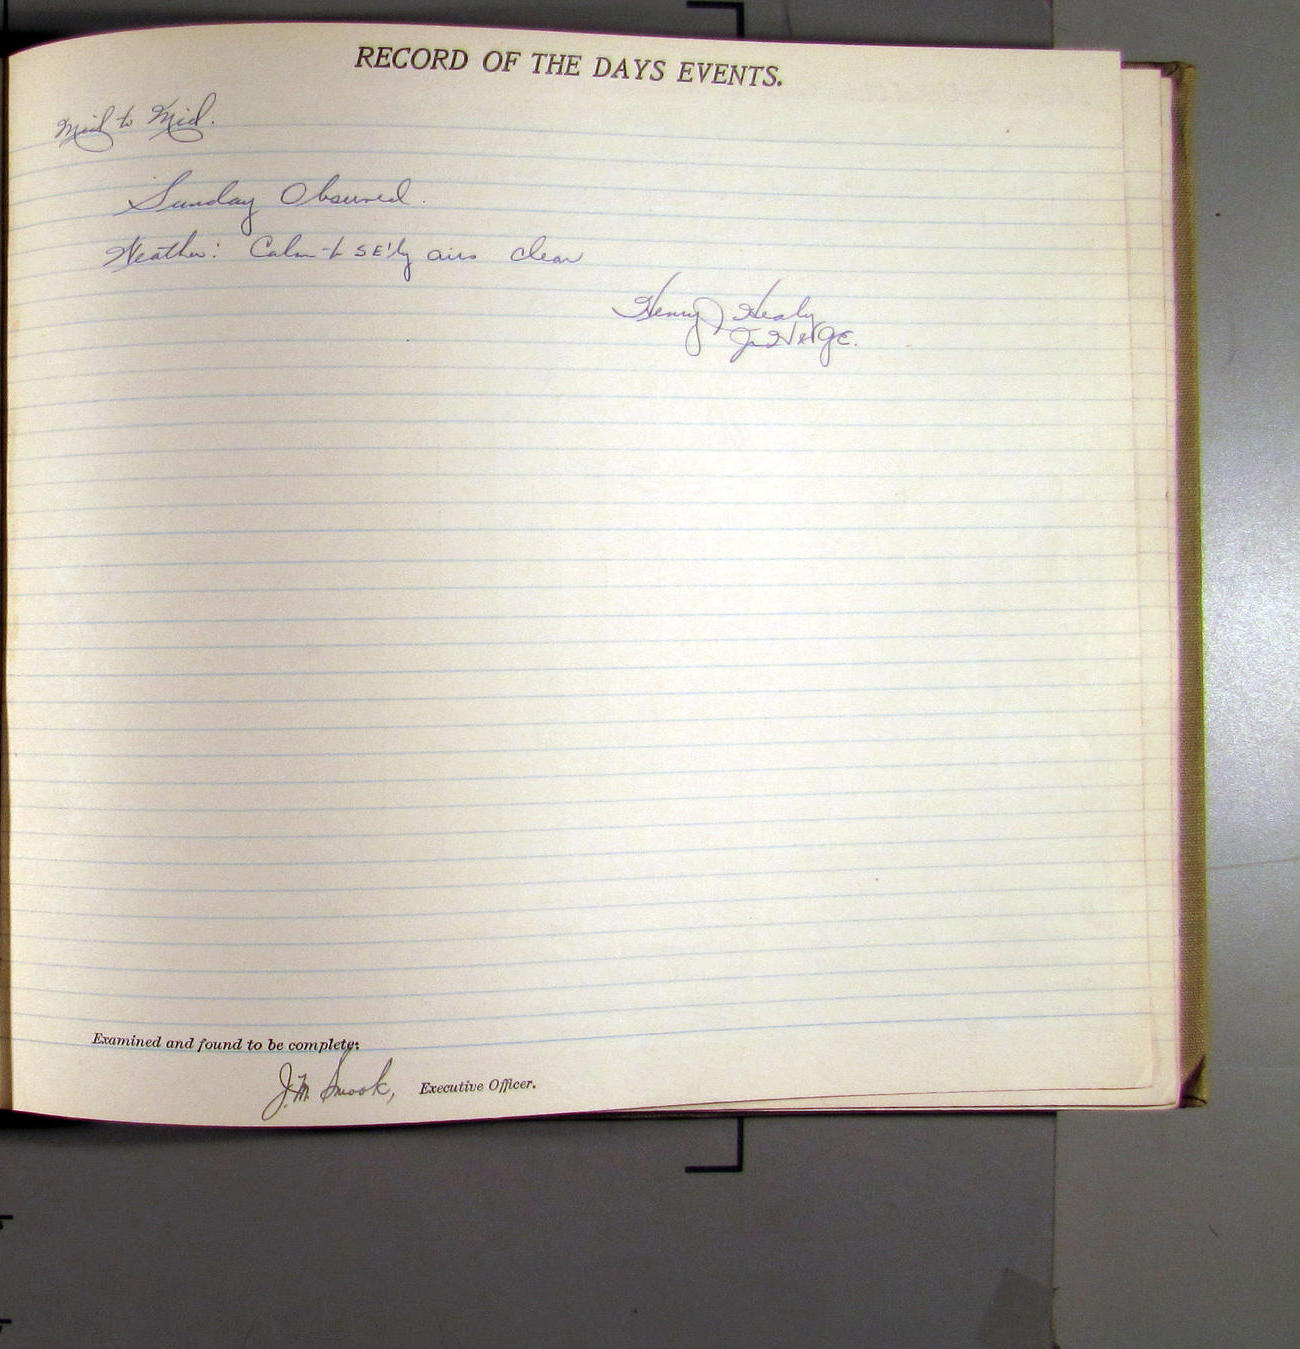 RECORD OF THE DAYS EVENTS.
Mid to Mid.
Sunday Observed.
Weather: Calm to SE'ly airs clear
Henry J Healy
Examined and found to be complete:
J. M. Smook, Executive Officer.